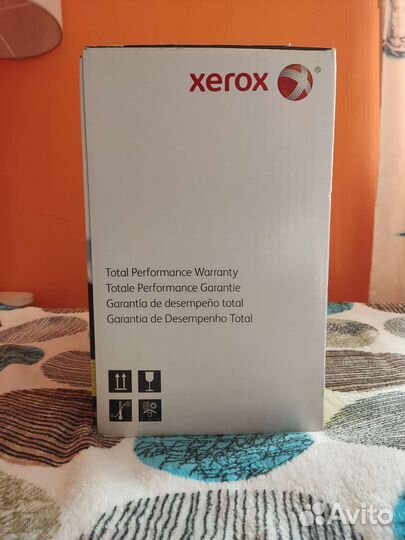 xerox ®
Total Performance Warranty
Totale Performance Garantie
Garantía de desempeño total
Garantia de Desempenho Total
Avito